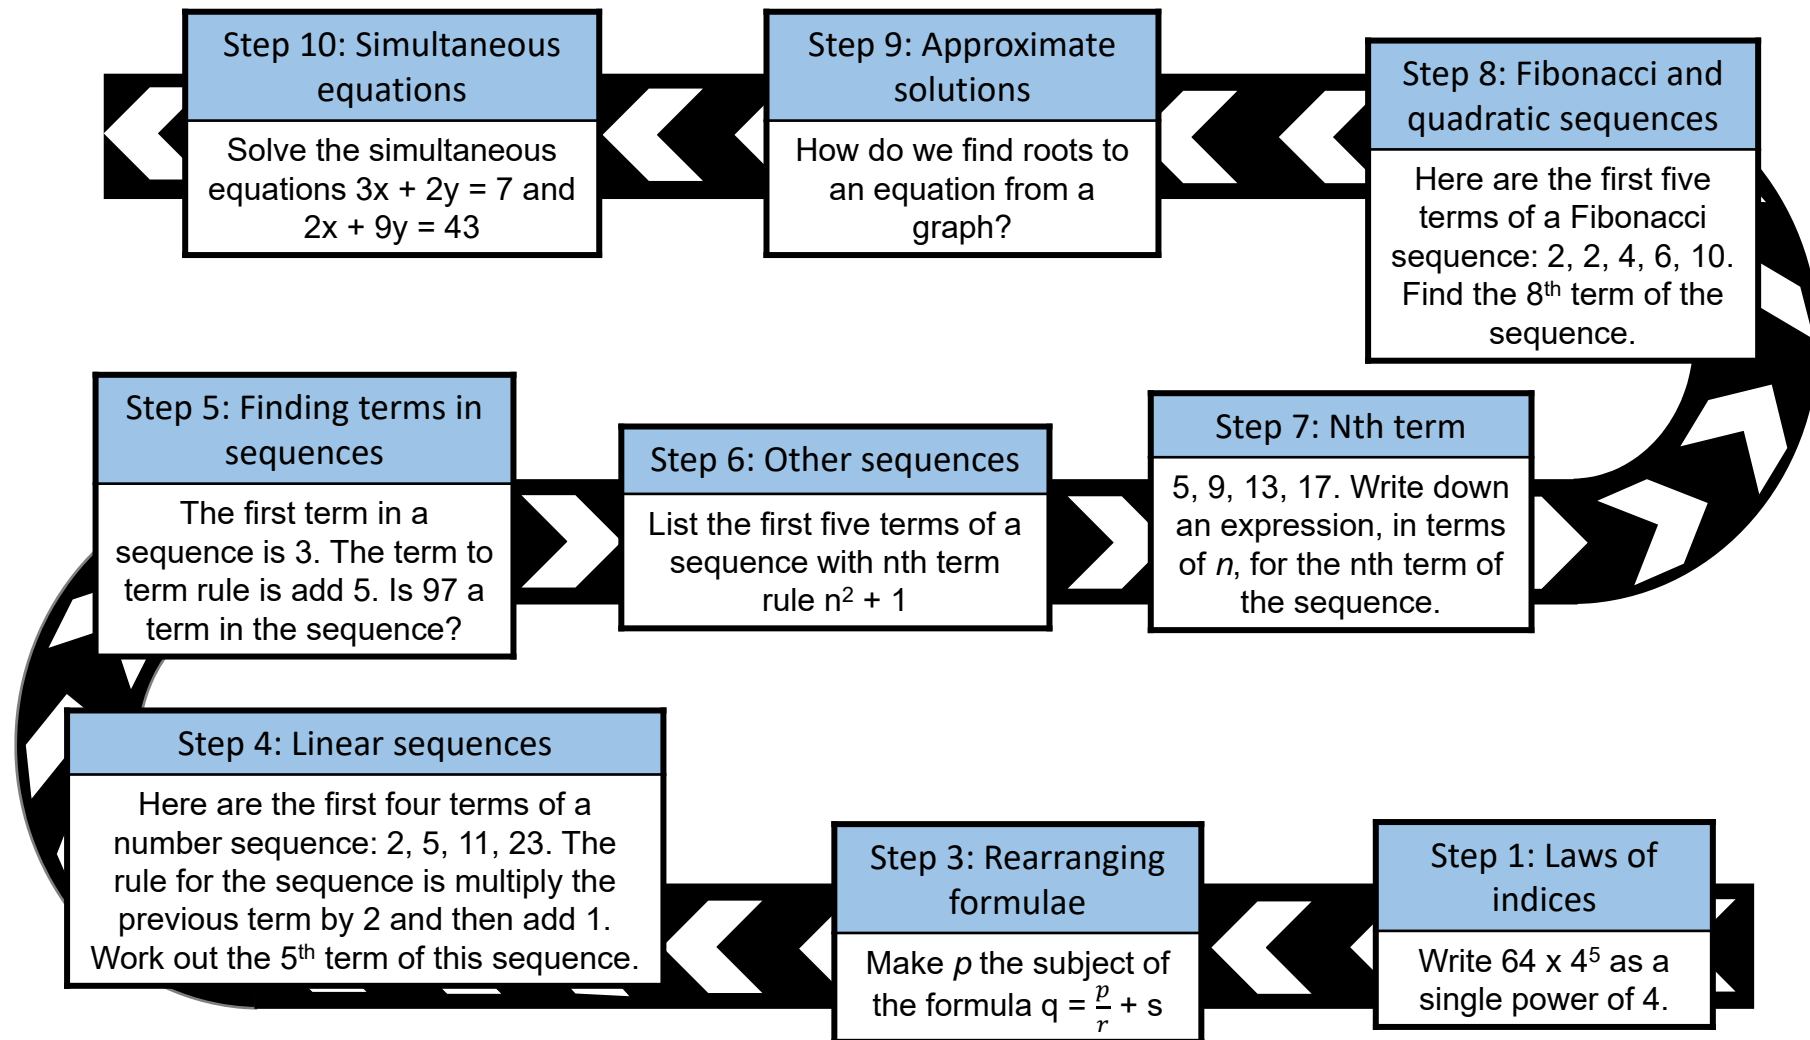 Step 10: Simultaneous
equations
Solve the simultaneous
equations 3x + 2y = 7 and
2x + 9y = 43
Step 9: Approximate
solutions
How do we find roots to
an equation from a
graph?
Step 8: Fibonacci and
quadratic sequences
Here are the first five
terms of a Fibonacci
sequence: 2, 2, 4, 6, 10.
Find the 8th term of the
sequence.
Step 5: Finding terms in
sequences
The first term in a
sequence is 3. The term to
term rule is add 5. Is 97 a
term in the sequence?
Step 6: Other sequences
List the first five terms of a
sequence with nth term
rule n² + 1
Step 7: Nth term
5, 9, 13, 17. Write down
an expression, in terms
of n, for the nth term of
the sequence.
Step 4: Linear sequences
Here are the first four terms of a
number sequence: 2, 5, 11, 23. The
rule for the sequence is multiply the
previous term by 2 and then add 1.
Work out the 5th term of this sequence.
Step 3: Rearranging
formulae
Make p the subject of
the formula q = p/r + s
Step 1: Laws of
indices
Write 64 x 4⁵ as a
single power of 4.